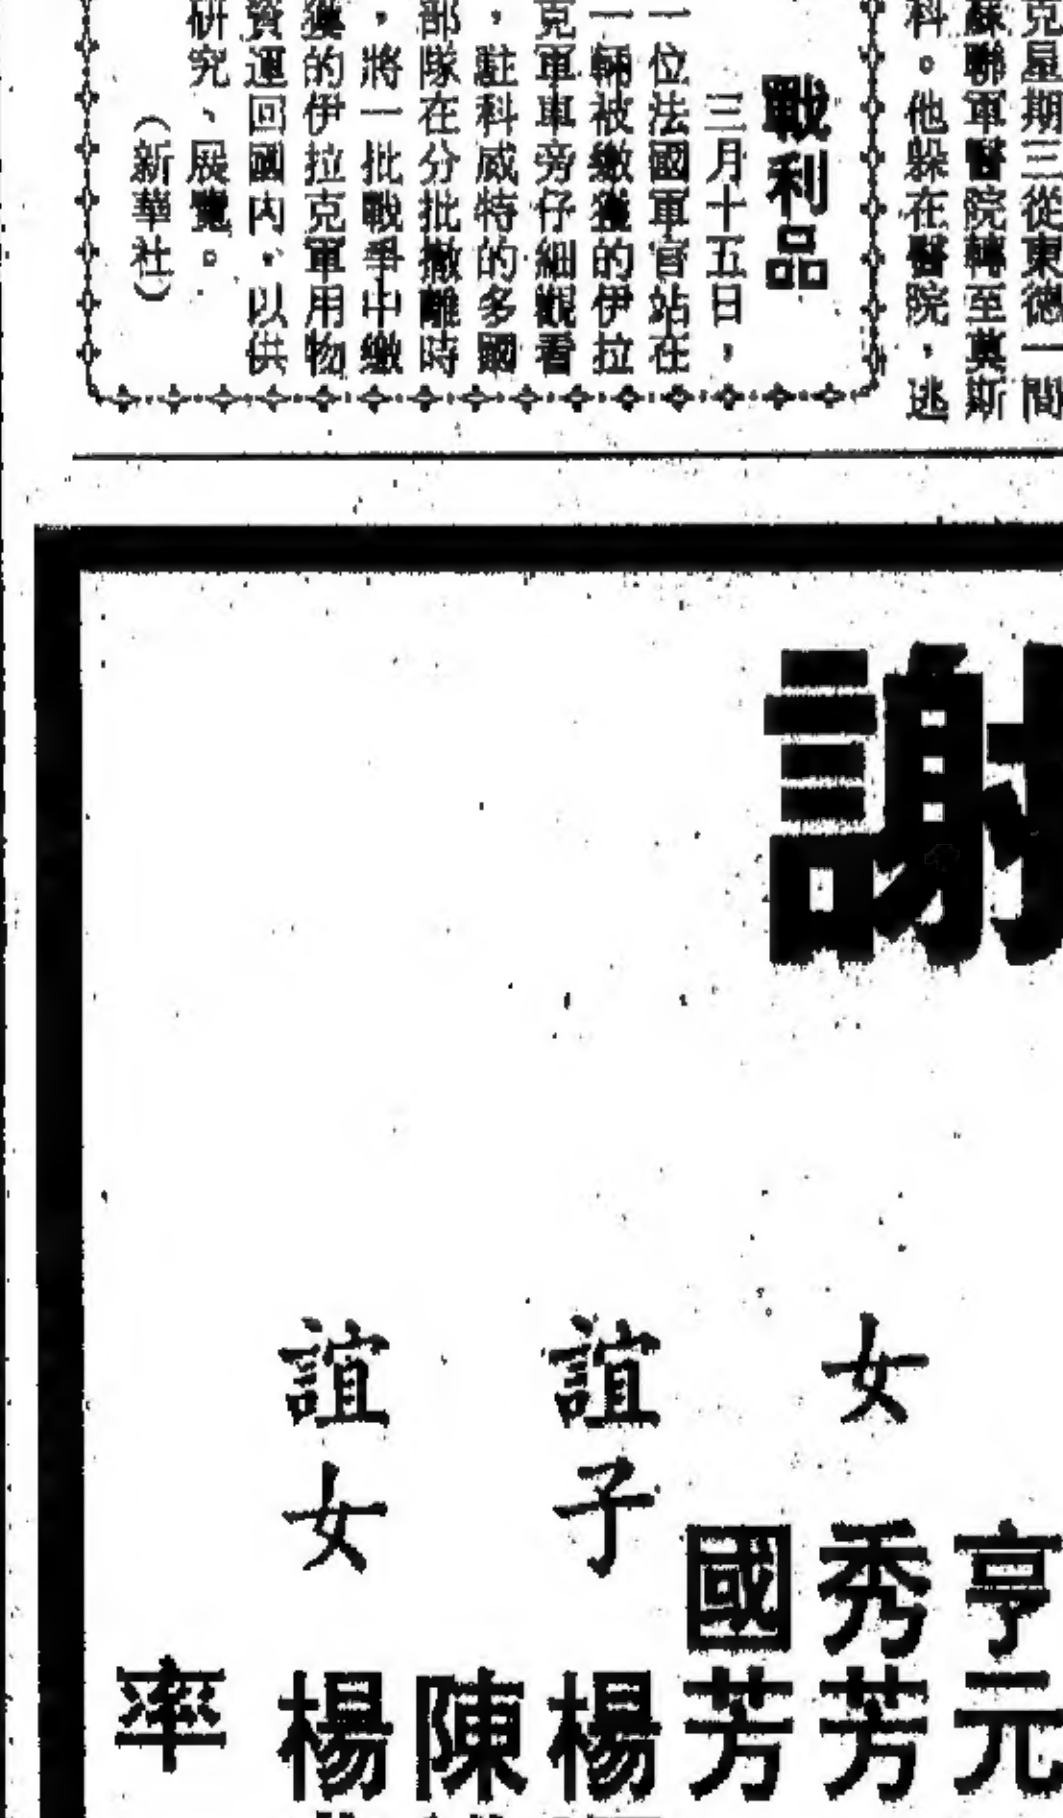 克星期三從東德一間
蘇聯軍醫院轉至莫斯
科。他躲在醫院，逃
戰利品
三月十五日，
一位法國軍官站在
一輛被繳獲的伊拉
克軍車旁仔細觀看
，駐科威特的多國
部隊在分批撤離時
，將一批戰爭中繳
獲的伊拉克軍用物
資運回國內，以供
研究、展覽。
（新華社）
謝
亨元
女
秀芳
國芳
誼子
楊
陳
誼女
楊
率